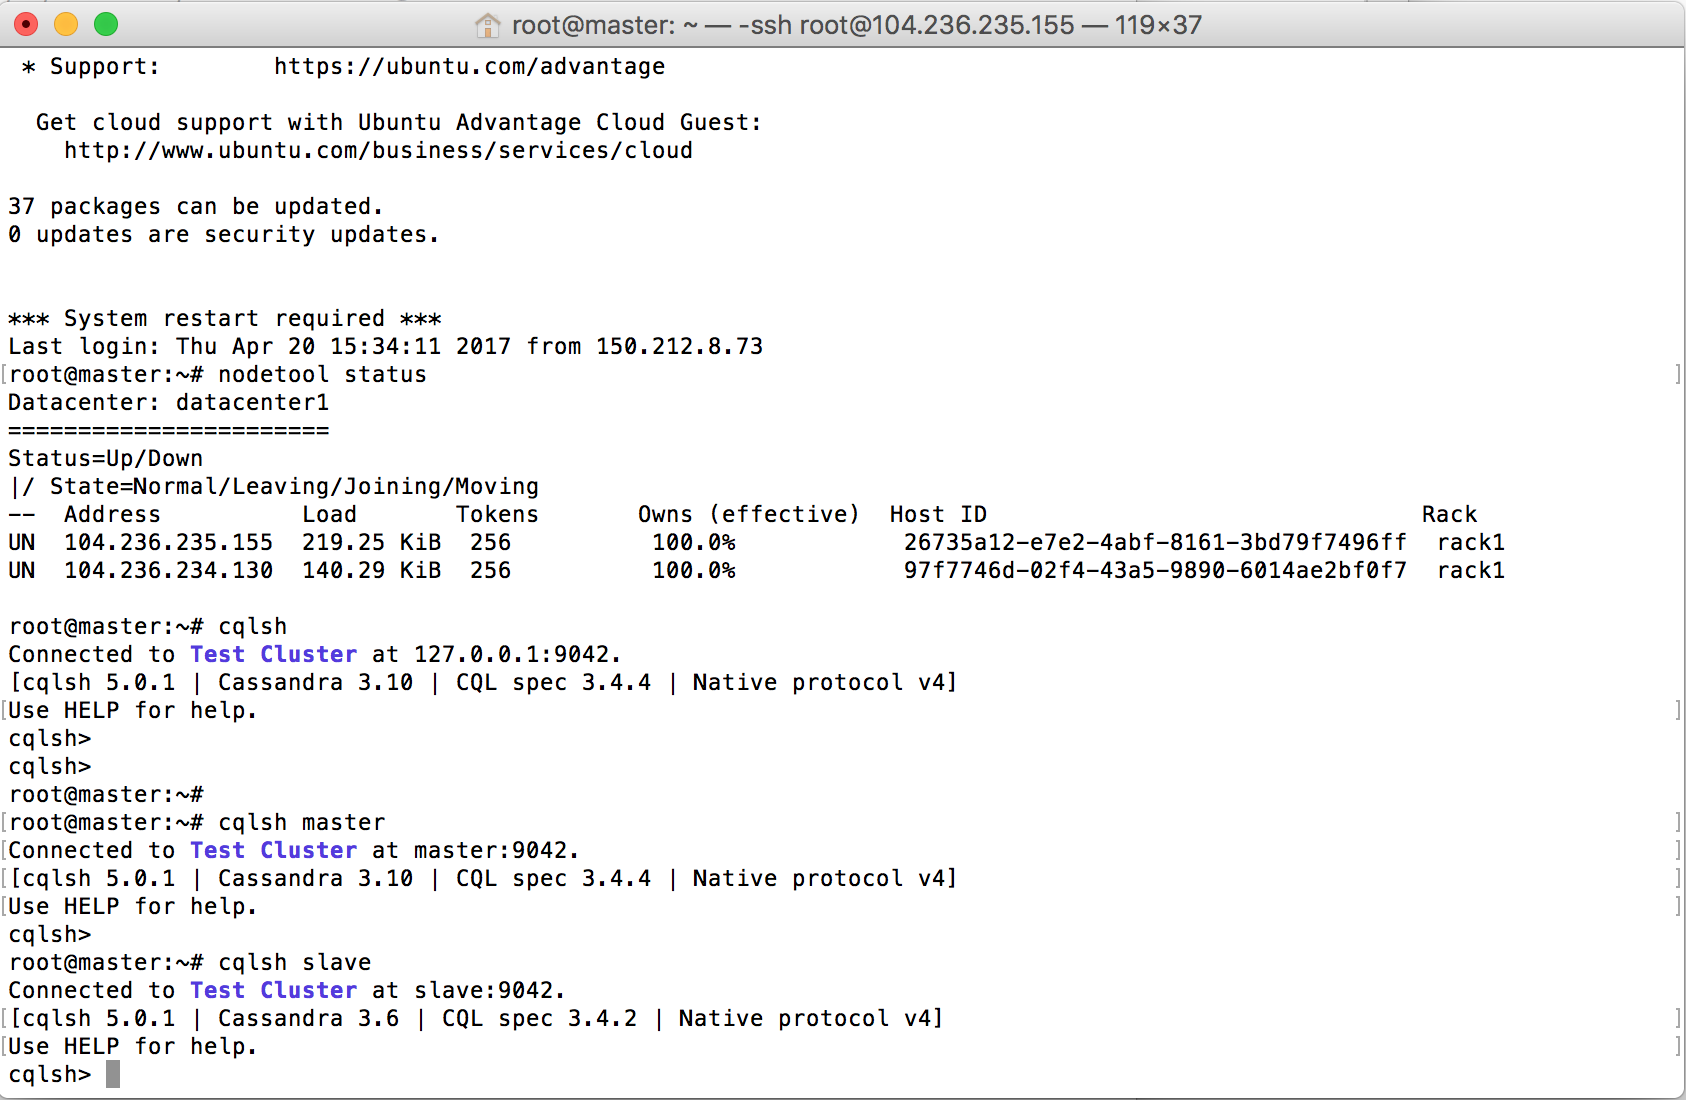 root@master: ~ — -ssh root@104.236.235.155 — 119×37
* Support:        https://ubuntu.com/advantage
Get cloud support with Ubuntu Advantage Cloud Guest:
http://www.ubuntu.com/business/services/cloud
37 packages can be updated.
0 updates are security updates.
*** System restart required ***
Last login: Thu Apr 20 15:34:11 2017 from 150.212.8.73
[root@master:~# nodetool status ]
Datacenter: datacenter1
=======================
Status=Up/Down
|/ State=Normal/Leaving/Joining/Moving
--  Address          Load       Tokens       Owns (effective)  Host ID                               Rack
UN  104.236.235.155  219.25 KiB  256          100.0%            26735a12-e7e2-4abf-8161-3bd79f7496ff  rack1
UN  104.236.234.130  140.29 KiB  256          100.0%            97f7746d-02f4-43a5-9890-6014ae2bf0f7  rack1
root@master:~# cqlsh
Connected to Test Cluster at 127.0.0.1:9042.
[cqlsh 5.0.1 | Cassandra 3.10 | CQL spec 3.4.4 | Native protocol v4]
[Use HELP for help. ]
cqlsh>
cqlsh>
root@master:~#
[root@master:~# cqlsh master ]
[Connected to Test Cluster at master:9042. ]
[[cqlsh 5.0.1 | Cassandra 3.10 | CQL spec 3.4.4 | Native protocol v4] ]
[Use HELP for help. ]
cqlsh>
root@master:~# cqlsh slave
Connected to Test Cluster at slave:9042.
[[cqlsh 5.0.1 | Cassandra 3.6 | CQL spec 3.4.2 | Native protocol v4] ]
[Use HELP for help. ]
cqlsh>